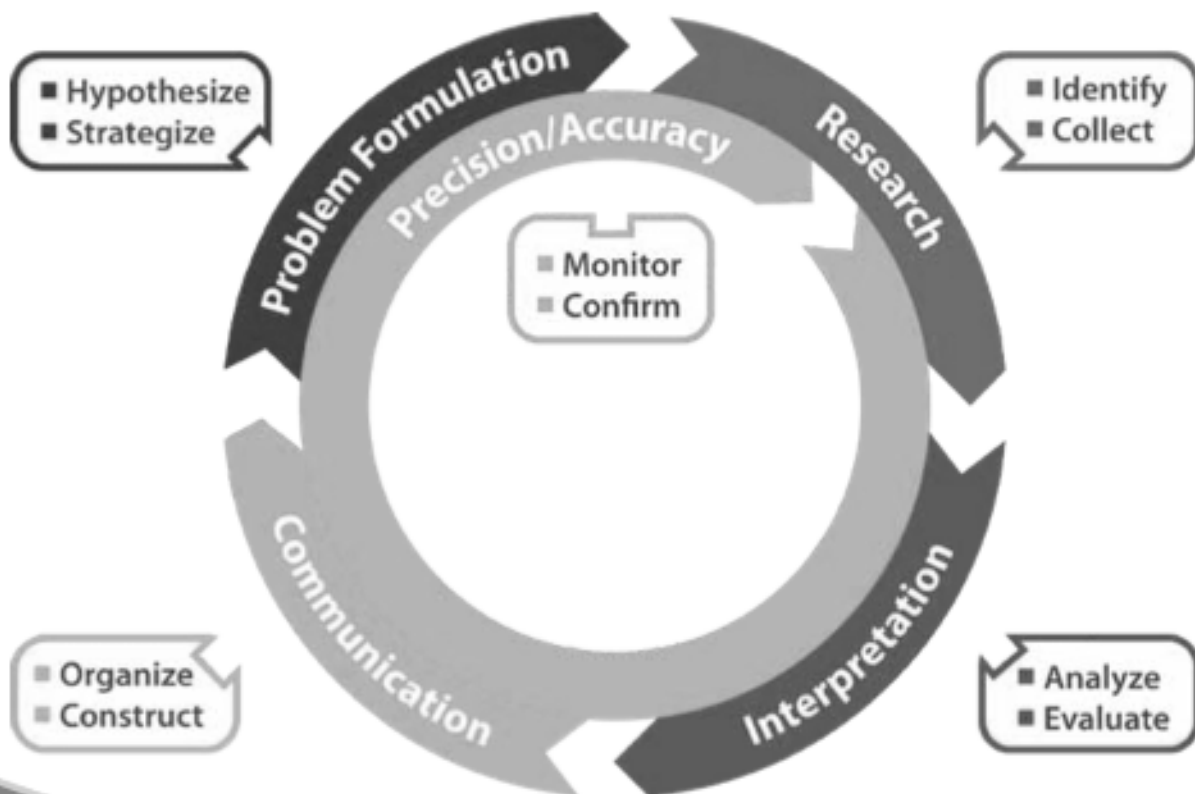 Problem Formulation
■ Hypothesize
■ Strategize
Research
■ Identify
■ Collect
Precision/Accuracy
■ Monitor
■ Confirm
Interpretation
■ Analyze
■ Evaluate
Communication
■ Organize
■ Construct